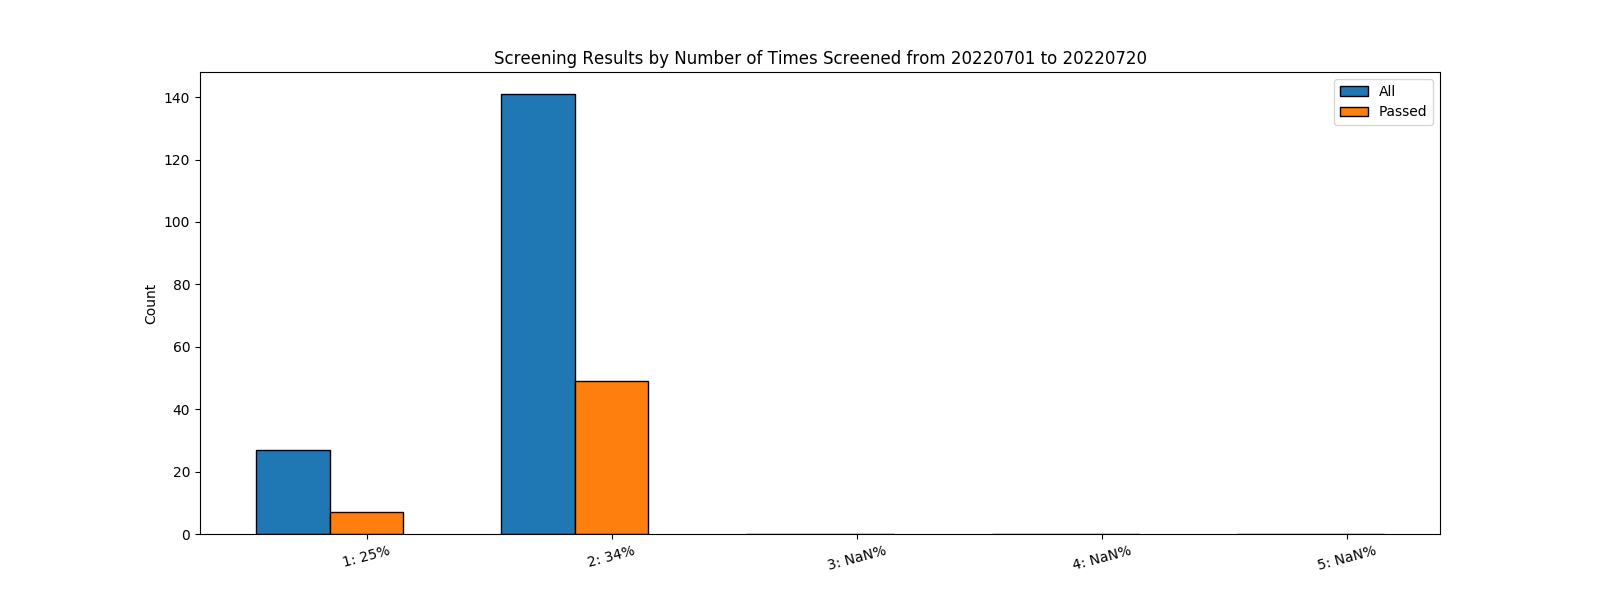 Screening Results by Number of Times Screened from 20220701 to 20220720
All
Passed
Count
140
120
100
80
60
40
20
0
1: 25%
2: 34%
3: NaN%
4: NaN%
5: NaN%